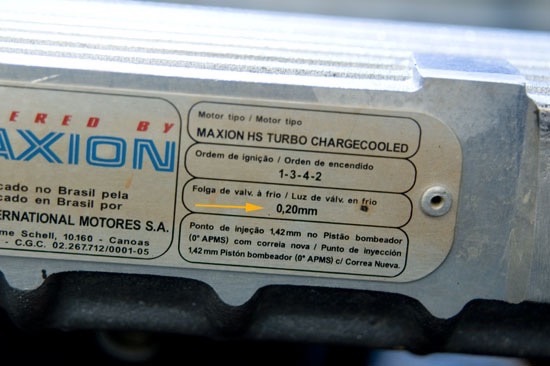 ERED BY
AXION
cado no Brasil pela
cado en Brasil por
ERNATIONAL MOTORES S.A.
me Schell, 10.160 - Canoas
- C.G.C. 02.267.712/0001-05
Motor tipo / Motor tipo
MAXION HS TURBO CHARGECOOLED
Ordem de ignição / Orden de encendido
1-3-4-2
Folga de valv. à frio / Luz de válv. en frio
0,20mm
Ponto de injeção 1,42mm no Pistão bombeador
(0° APMS) com correia nova / Punto de inyección
1,42mm Pistón bombeador (0° APMS) c/ Correa Nueva.